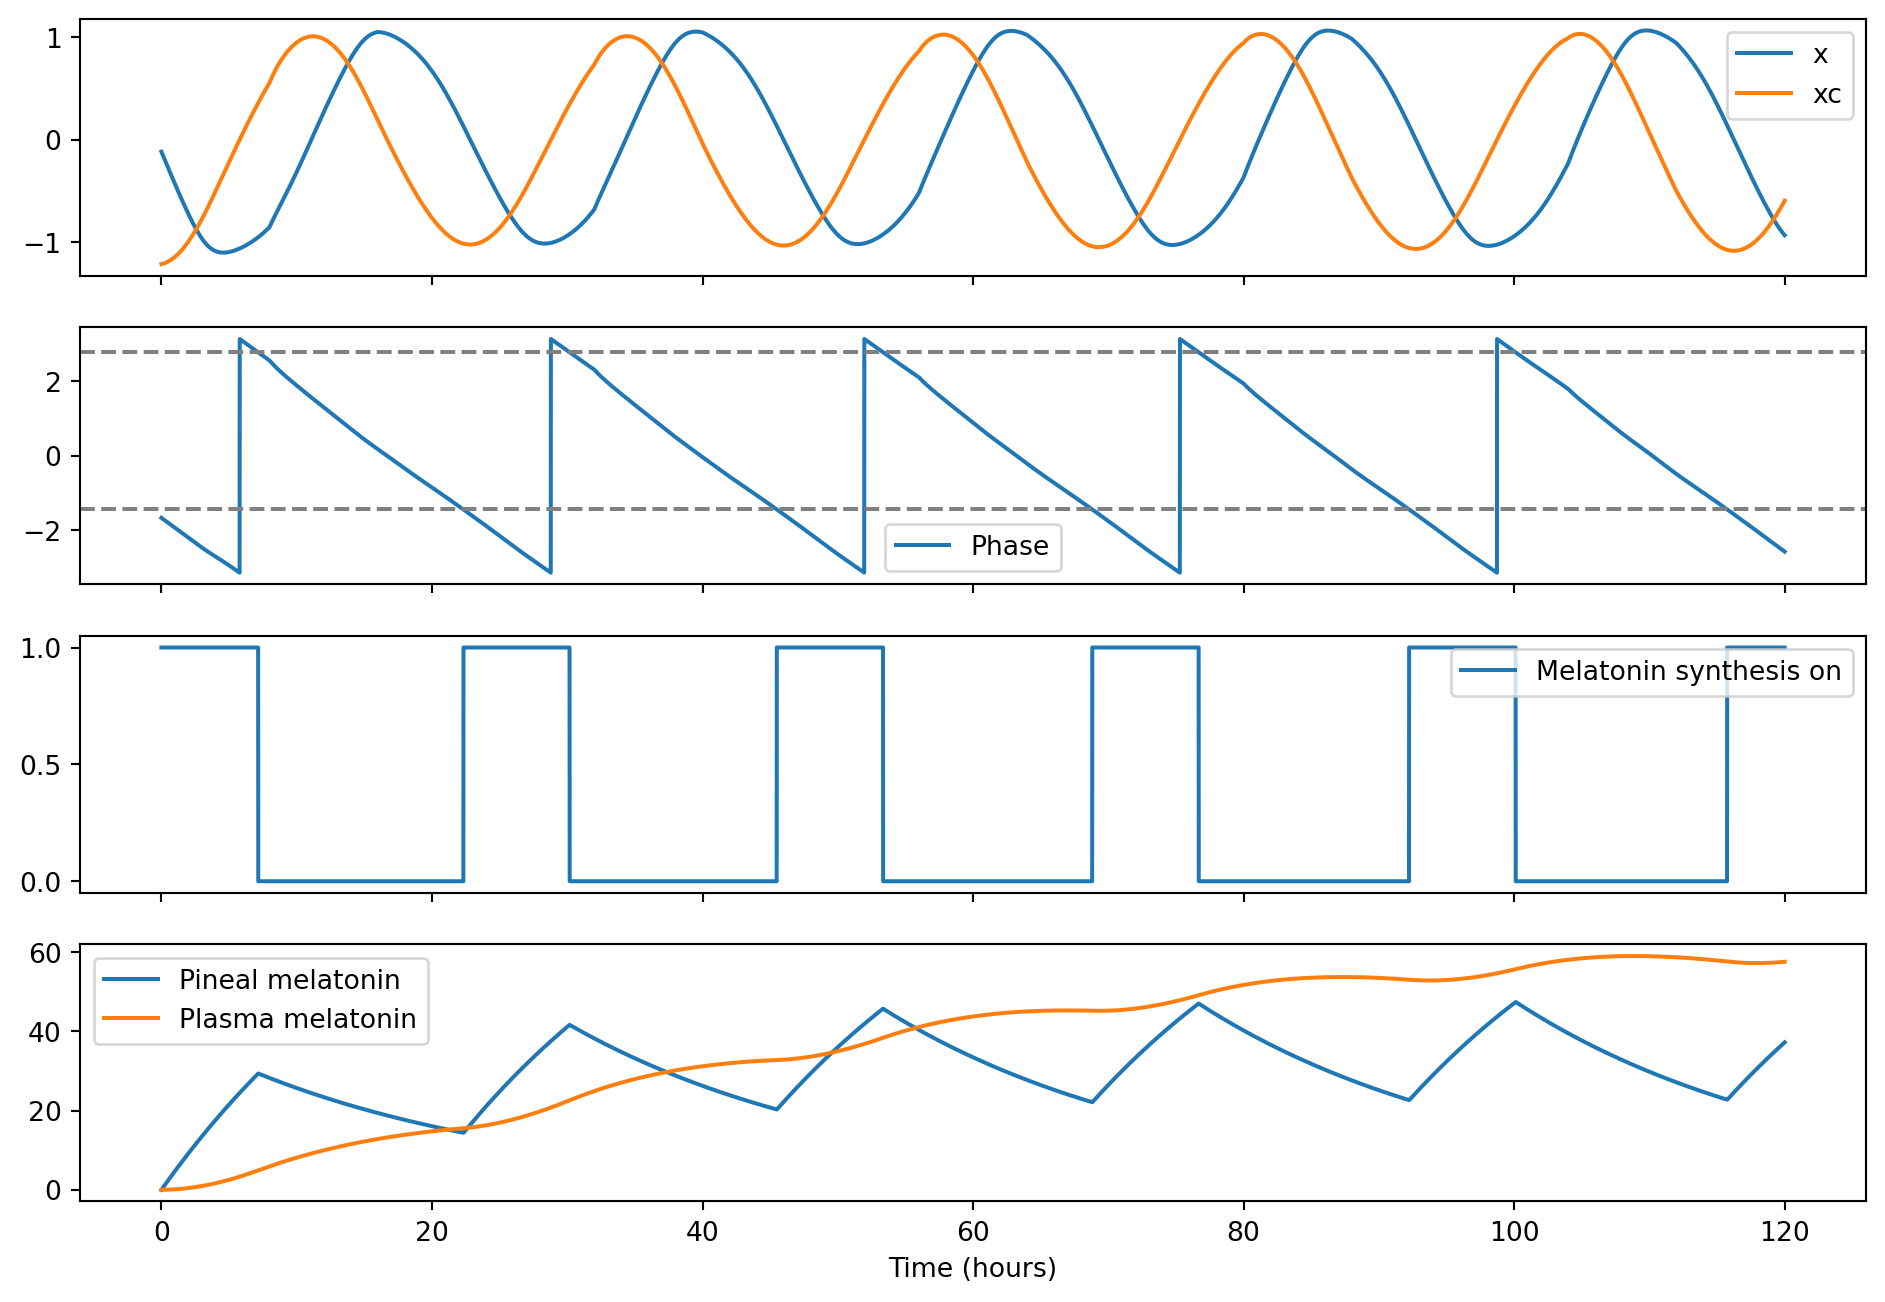 1
0
−1
x
xc
2
0
−2
Phase
1.0
0.5
0.0
Melatonin synthesis on
60
40
20
0
Pineal melatonin
Plasma melatonin
0 20 40 60 80 100 120
Time (hours)